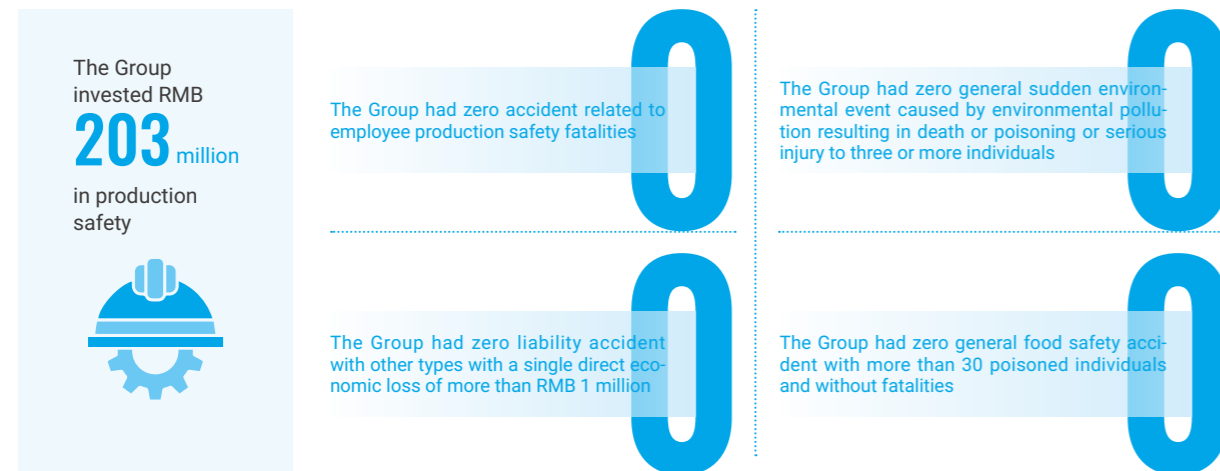 The Group
invested RMB
203 million
in production
safety
The Group had zero accident related to
employee production safety fatalities
0
The Group had zero general sudden environ-
mental event caused by environmental pollu-
tion resulting in death or poisoning or serious
injury to three or more individuals
0
The Group had zero liability accident
with other types with a single direct eco-
nomic loss of more than RMB 1 million
0
The Group had zero general food safety acci-
dent with more than 30 poisoned individuals
and without fatalities
0